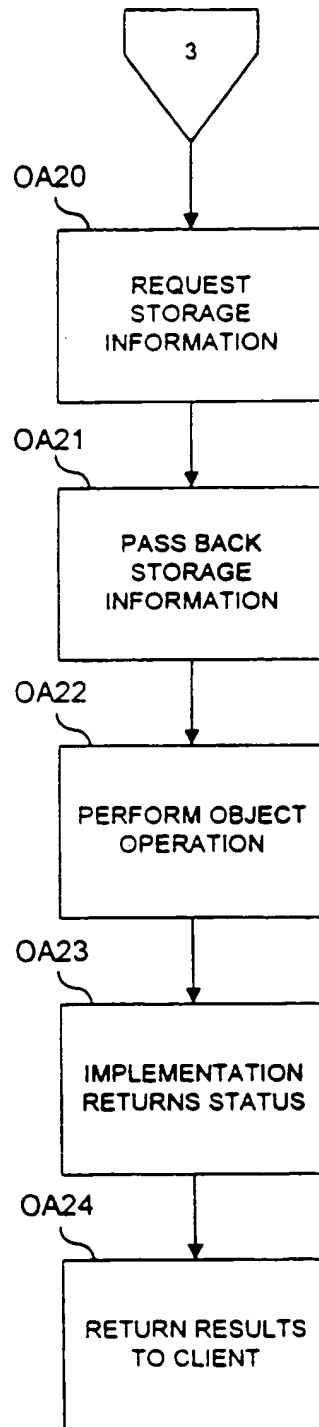 3
OA20
REQUEST
STORAGE
INFORMATION
OA21
PASS BACK
STORAGE
INFORMATION
OA22
PERFORM OBJECT
OPERATION
OA23
IMPLEMENTATION
RETURNS STATUS
OA24
RETURN RESULTS
TO CLIENT